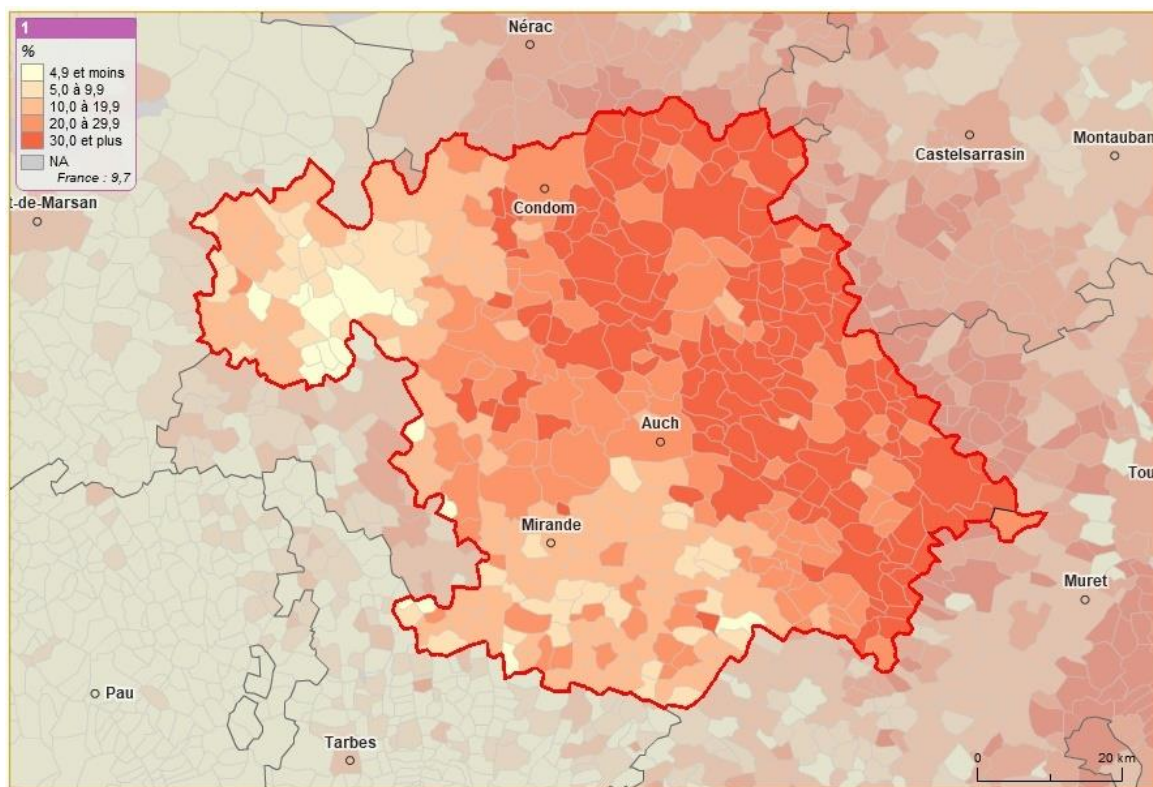 1
%
4,9 et moins
5,0 à 9,9
10,0 à 19,9
20,0 à 29,9
30,0 et plus
NA
France : 9,7
Nérac
Castelsarrasin
Montauban
t-de-Marsan
Condom
Auch
Tou
Mirande
Muret
Pau
Tarbes
0
20 km